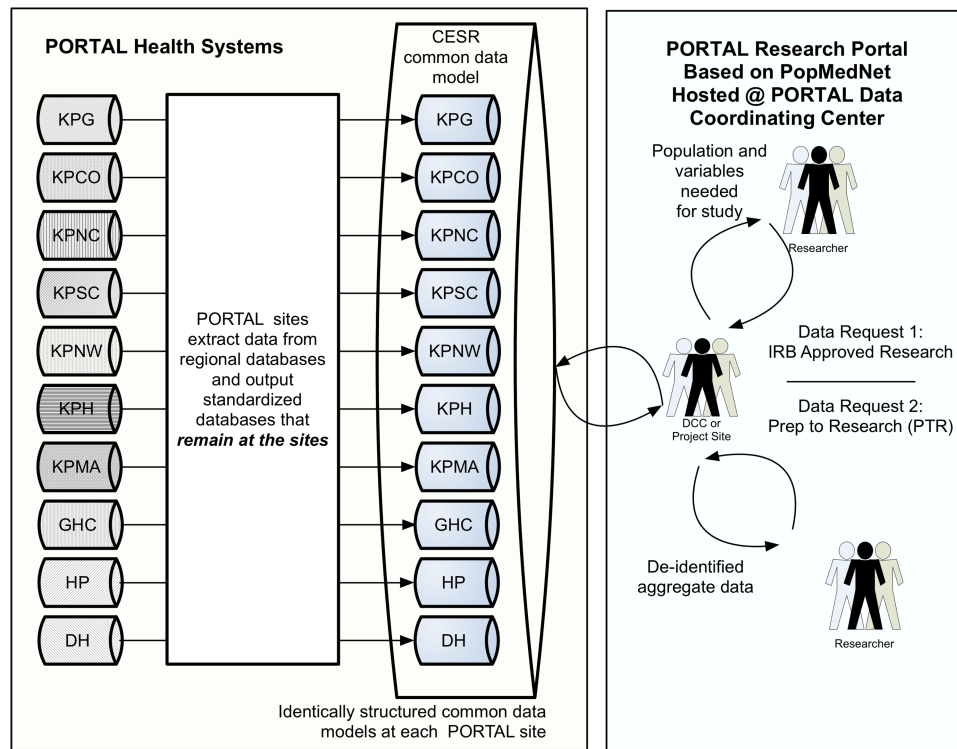 PORTAL Health Systems
CESR
common data
model
KPG
KPCO
KPNC
KPSC
KPNW
KPH
KPMA
GHC
HP
DH
PORTAL sites
extract data from
regional databases
and output
standardized
databases that
remain at the sites
KPG
KPCO
KPNC
KPSC
KPNW
KPH
KPMA
GHC
HP
DH
Identically structured common data
models at each PORTAL site
PORTAL Research Portal
Based on PopMedNet
Hosted @ PORTAL Data
Coordinating Center
Population and
variables
needed
for study
Researcher
Data Request 1:
IRB Approved Research
DCC or
Project Site
Data Request 2:
Prep to Research (PTR)
De-identified
aggregate data
Researcher